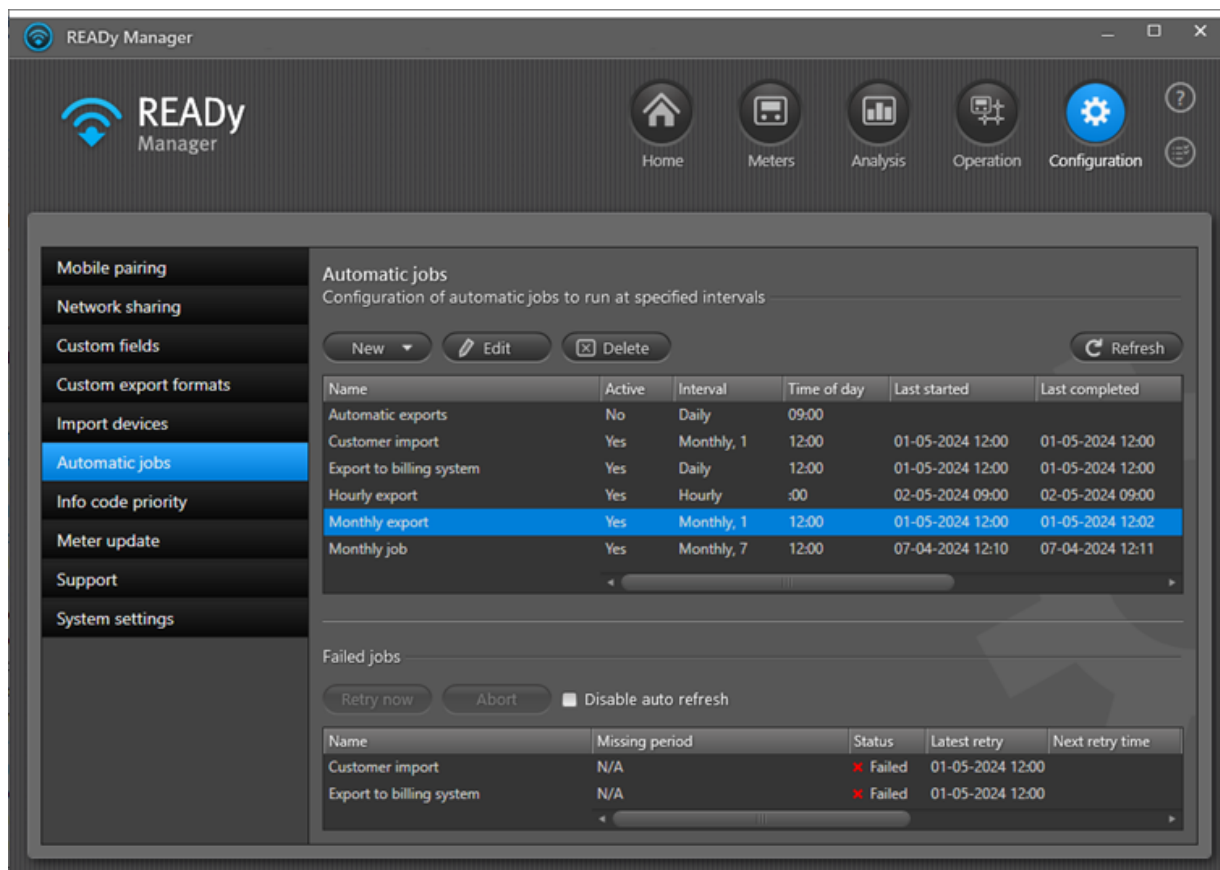 READy Manager
READy
Manager
Home Meters Analysis Operation Configuration ?
Mobile pairing
Network sharing
Custom fields
Custom export formats
Import devices
Automatic jobs
Info code priority
Meter update
Support
System settings
Automatic jobs
Configuration of automatic jobs to run at specified intervals
New Edit Delete Refresh
Name Active Interval Time of day Last started Last completed
Automatic exports No Daily 09:00
Customer import Yes Monthly, 1 12:00 01-05-2024 12:00 01-05-2024 12:00
Export to billing system Yes Daily 12:00 01-05-2024 12:00 01-05-2024 12:00
Hourly export Yes Hourly :00 02-05-2024 09:00 02-05-2024 09:00
Monthly export Yes Monthly, 1 12:00 01-05-2024 12:00 01-05-2024 12:02
Monthly job Yes Monthly, 7 12:00 07-04-2024 12:10 07-04-2024 12:11
Failed jobs
Retry now Abort Disable auto refresh
Name Missing period Status Latest retry Next retry time
Customer import N/A Failed 01-05-2024 12:00
Export to billing system N/A Failed 01-05-2024 12:00